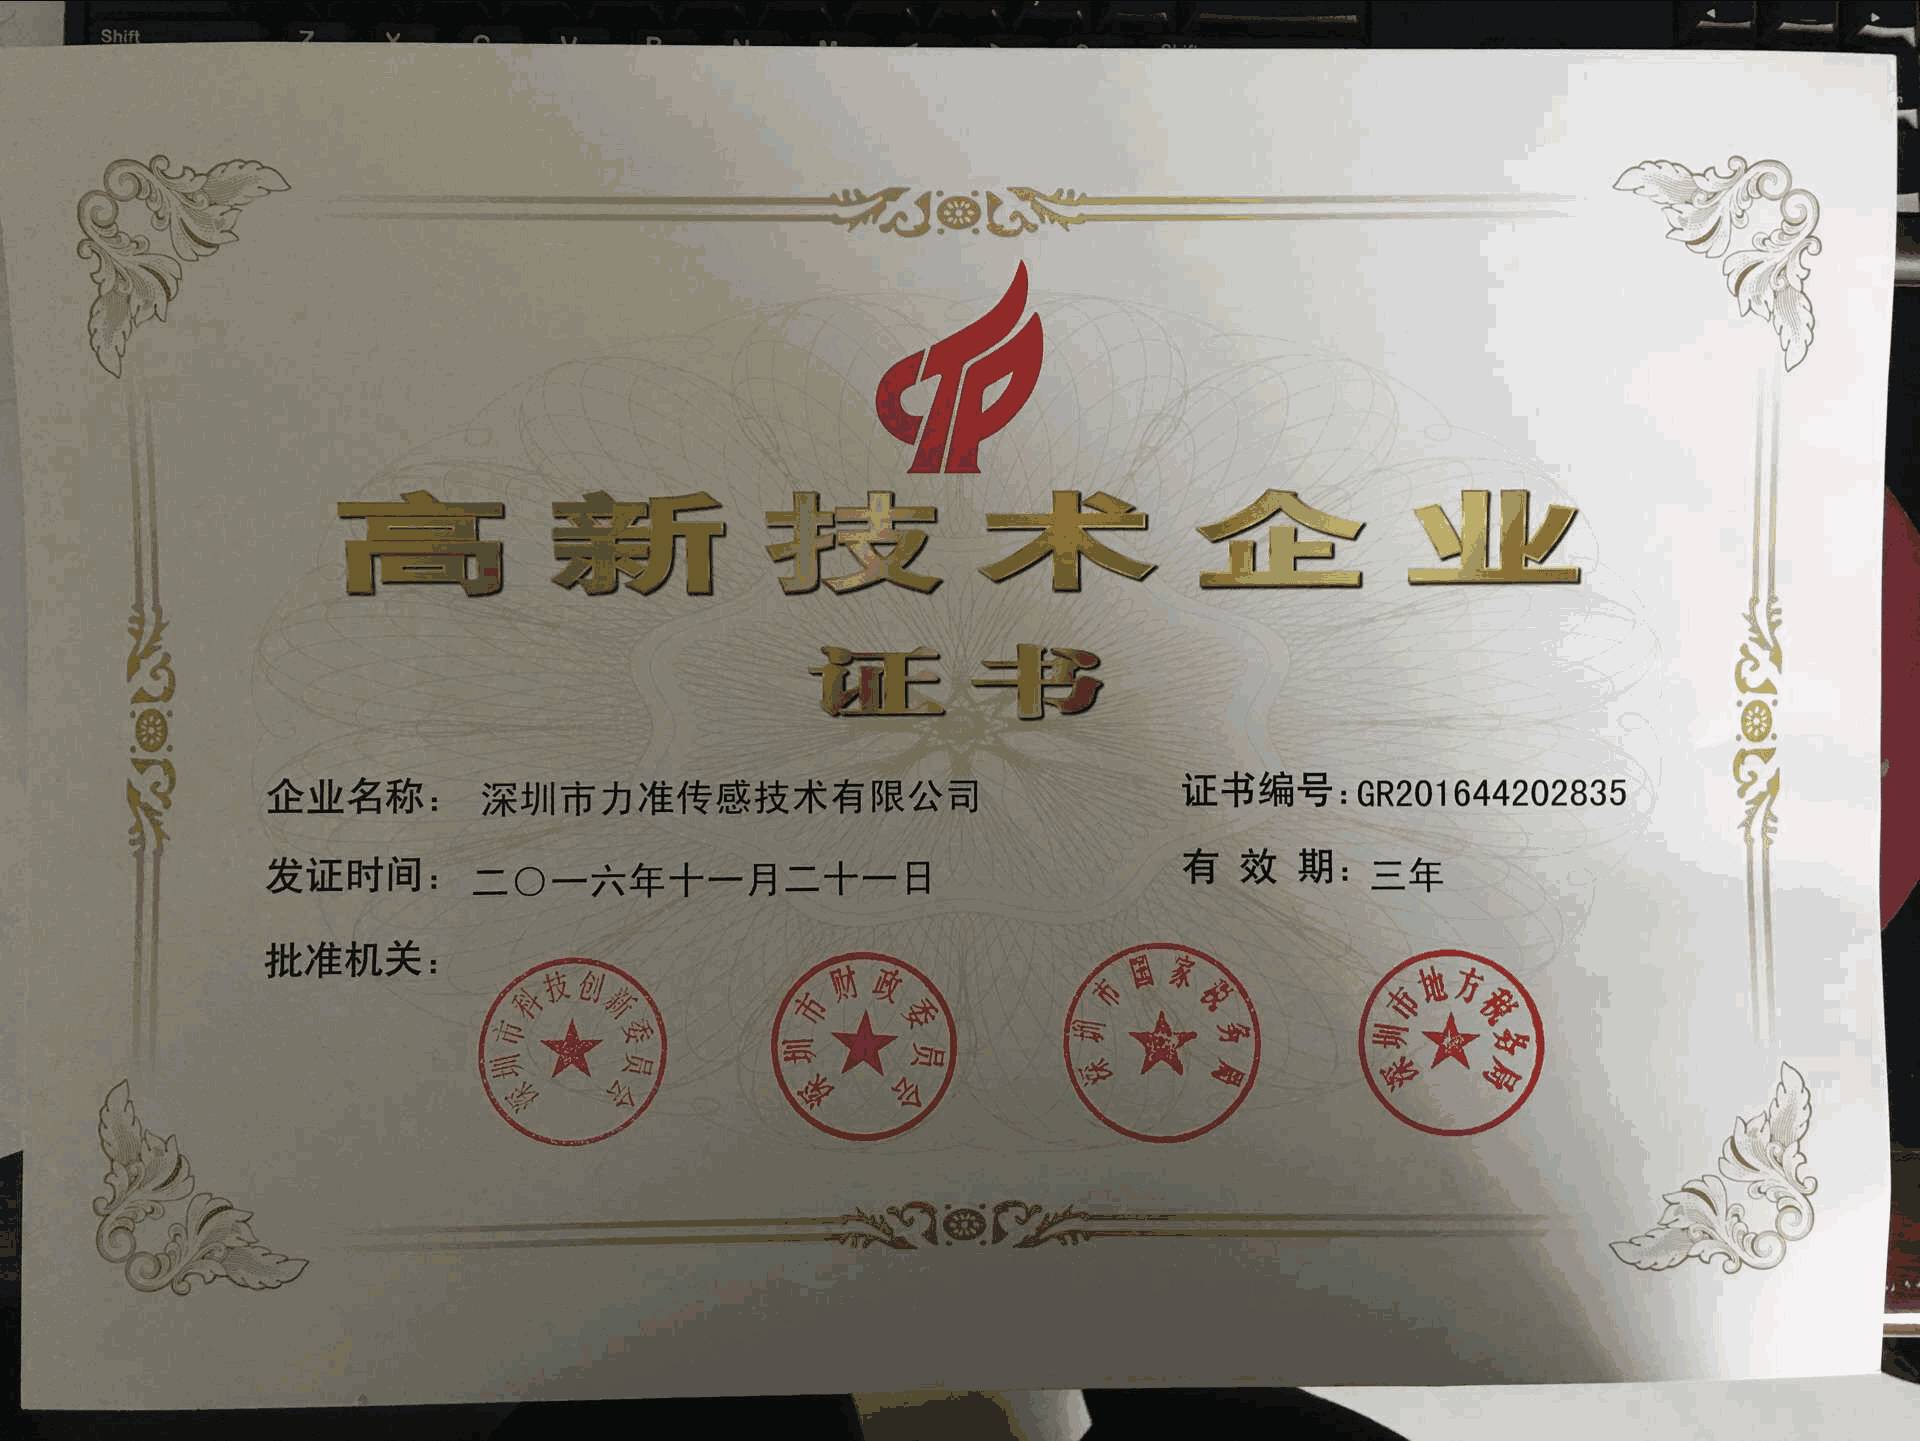 Shift
CTP
高新技术企业
证书
企业名称: 深圳市力准传感技术有限公司
证书编号:GR201644202835
发证时间: 二〇一六年十一月二十一日
有 效 期: 三年
批准机关:
深圳市科技创新委员会
深圳市财政委员会
深圳市国家税务局
深圳市地方税务局